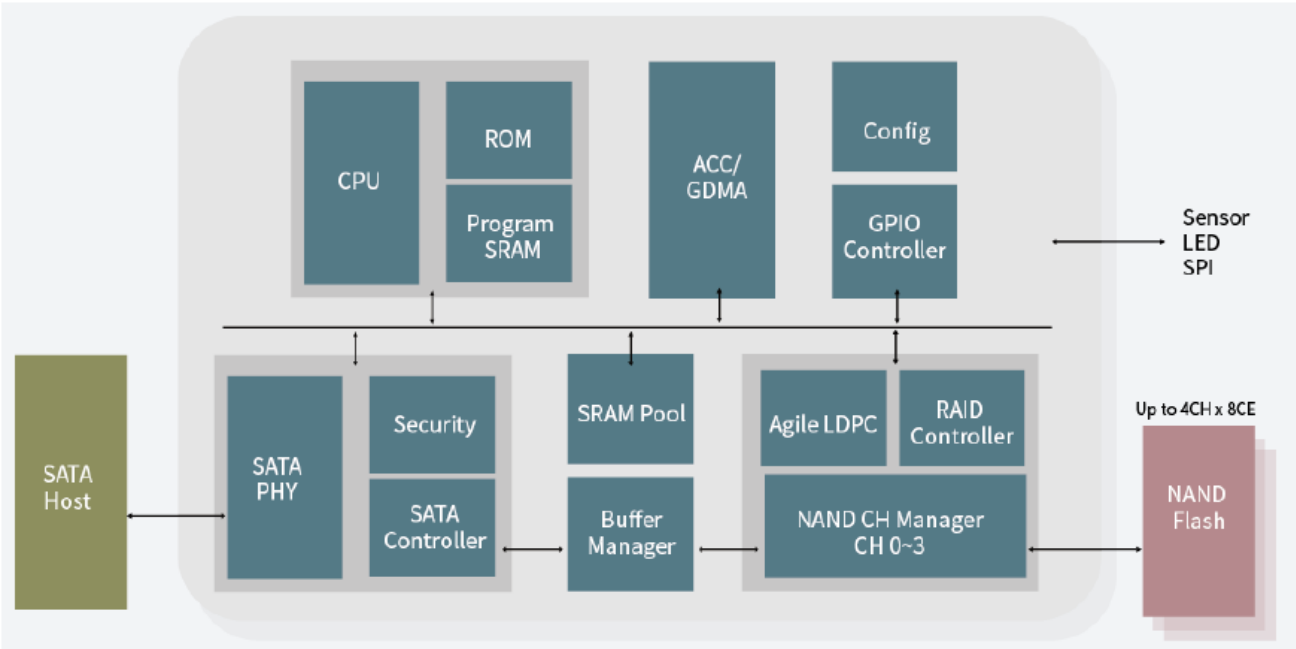 CPU
ROM
Program
SRAM
ACC/
GDMA
Config
GPIO
Controller
Sensor
LED
SPI
SATA
Host
SATA
PHY
Security
SATA
Controller
SRAM Pool
Buffer
Manager
Agile LDPC
RAID
Controller
NAND CH Manager
CH 0~3
Up to 4CH x 8CE
NAND
Flash